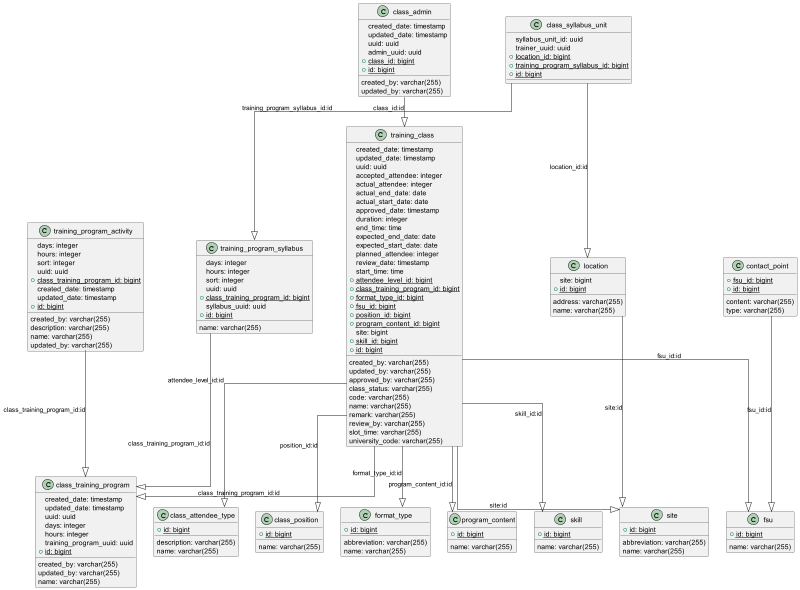 C class_admin
created_date: timestamp
updated_date: timestamp
uuid: uuid
admin_uuid: uuid
class_id: bigint
id: bigint
created_by: varchar(255)
updated_by: varchar(255)
C class_syllabus_unit
syllabus_unit_id: uuid
trainer_uuid: uuid
location_id: bigint
training_program_syllabus_id: bigint
id: bigint
training_program_syllabus_id:id
class_id:id
location_id:id
C training_class
created_date: timestamp
updated_date: timestamp
uuid: uuid
accepted_attendee: integer
actual_attendee: integer
actual_end_date: date
actual_start_date: date
approved_date: timestamp
duration: integer
end_time: time
expected_end_date: date
expected_start_date: date
planned_attendee: integer
review_date: timestamp
start_time: time
attendee_level_id: bigint
class_training_program_id: bigint
format_type_id: bigint
fsu_id: bigint
position_id: bigint
program_content_id: bigint
site: bigint
skill_id: bigint
id: bigint
created_by: varchar(255)
updated_by: varchar(255)
approved_by: varchar(255)
class_status: varchar(255)
code: varchar(255)
name: varchar(255)
remark: varchar(255)
review_by: varchar(255)
slot_time: varchar(255)
university_code: varchar(255)
C training_program_activity
days: integer
hours: integer
sort: integer
uuid: uuid
class_training_program_id: bigint
created_date: timestamp
updated_date: timestamp
id: bigint
created_by: varchar(255)
description: varchar(255)
name: varchar(255)
updated_by: varchar(255)
C training_program_syllabus
days: integer
hours: integer
sort: integer
uuid: uuid
class_training_program_id: bigint
syllabus_uuid: uuid
id: bigint
name: varchar(255)
C location
site: bigint
id: bigint
address: varchar(255)
name: varchar(255)
C contact_point
fsu_id: bigint
id: bigint
content: varchar(255)
type: varchar(255)
fsu_id:id
attendee_level_id:id
class_training_program_id:id
site:id
fsu_id:id
skill_id:id
class_training_program_id:id
position_id:id
format_type_id:id
program_content_id:id
class_training_program_id:id
site:id
C class_training_program
created_date: timestamp
updated_date: timestamp
uuid: uuid
days: integer
hours: integer
training_program_uuid: uuid
id: bigint
created_by: varchar(255)
updated_by: varchar(255)
name: varchar(255)
C class_attendee_type
id: bigint
description: varchar(255)
name: varchar(255)
C class_position
id: bigint
name: varchar(255)
C format_type
id: bigint
abbreviation: varchar(255)
name: varchar(255)
C program_content
id: bigint
name: varchar(255)
C skill
id: bigint
name: varchar(255)
C site
id: bigint
abbreviation: varchar(255)
name: varchar(255)
C fsu
id: bigint
name: varchar(255)